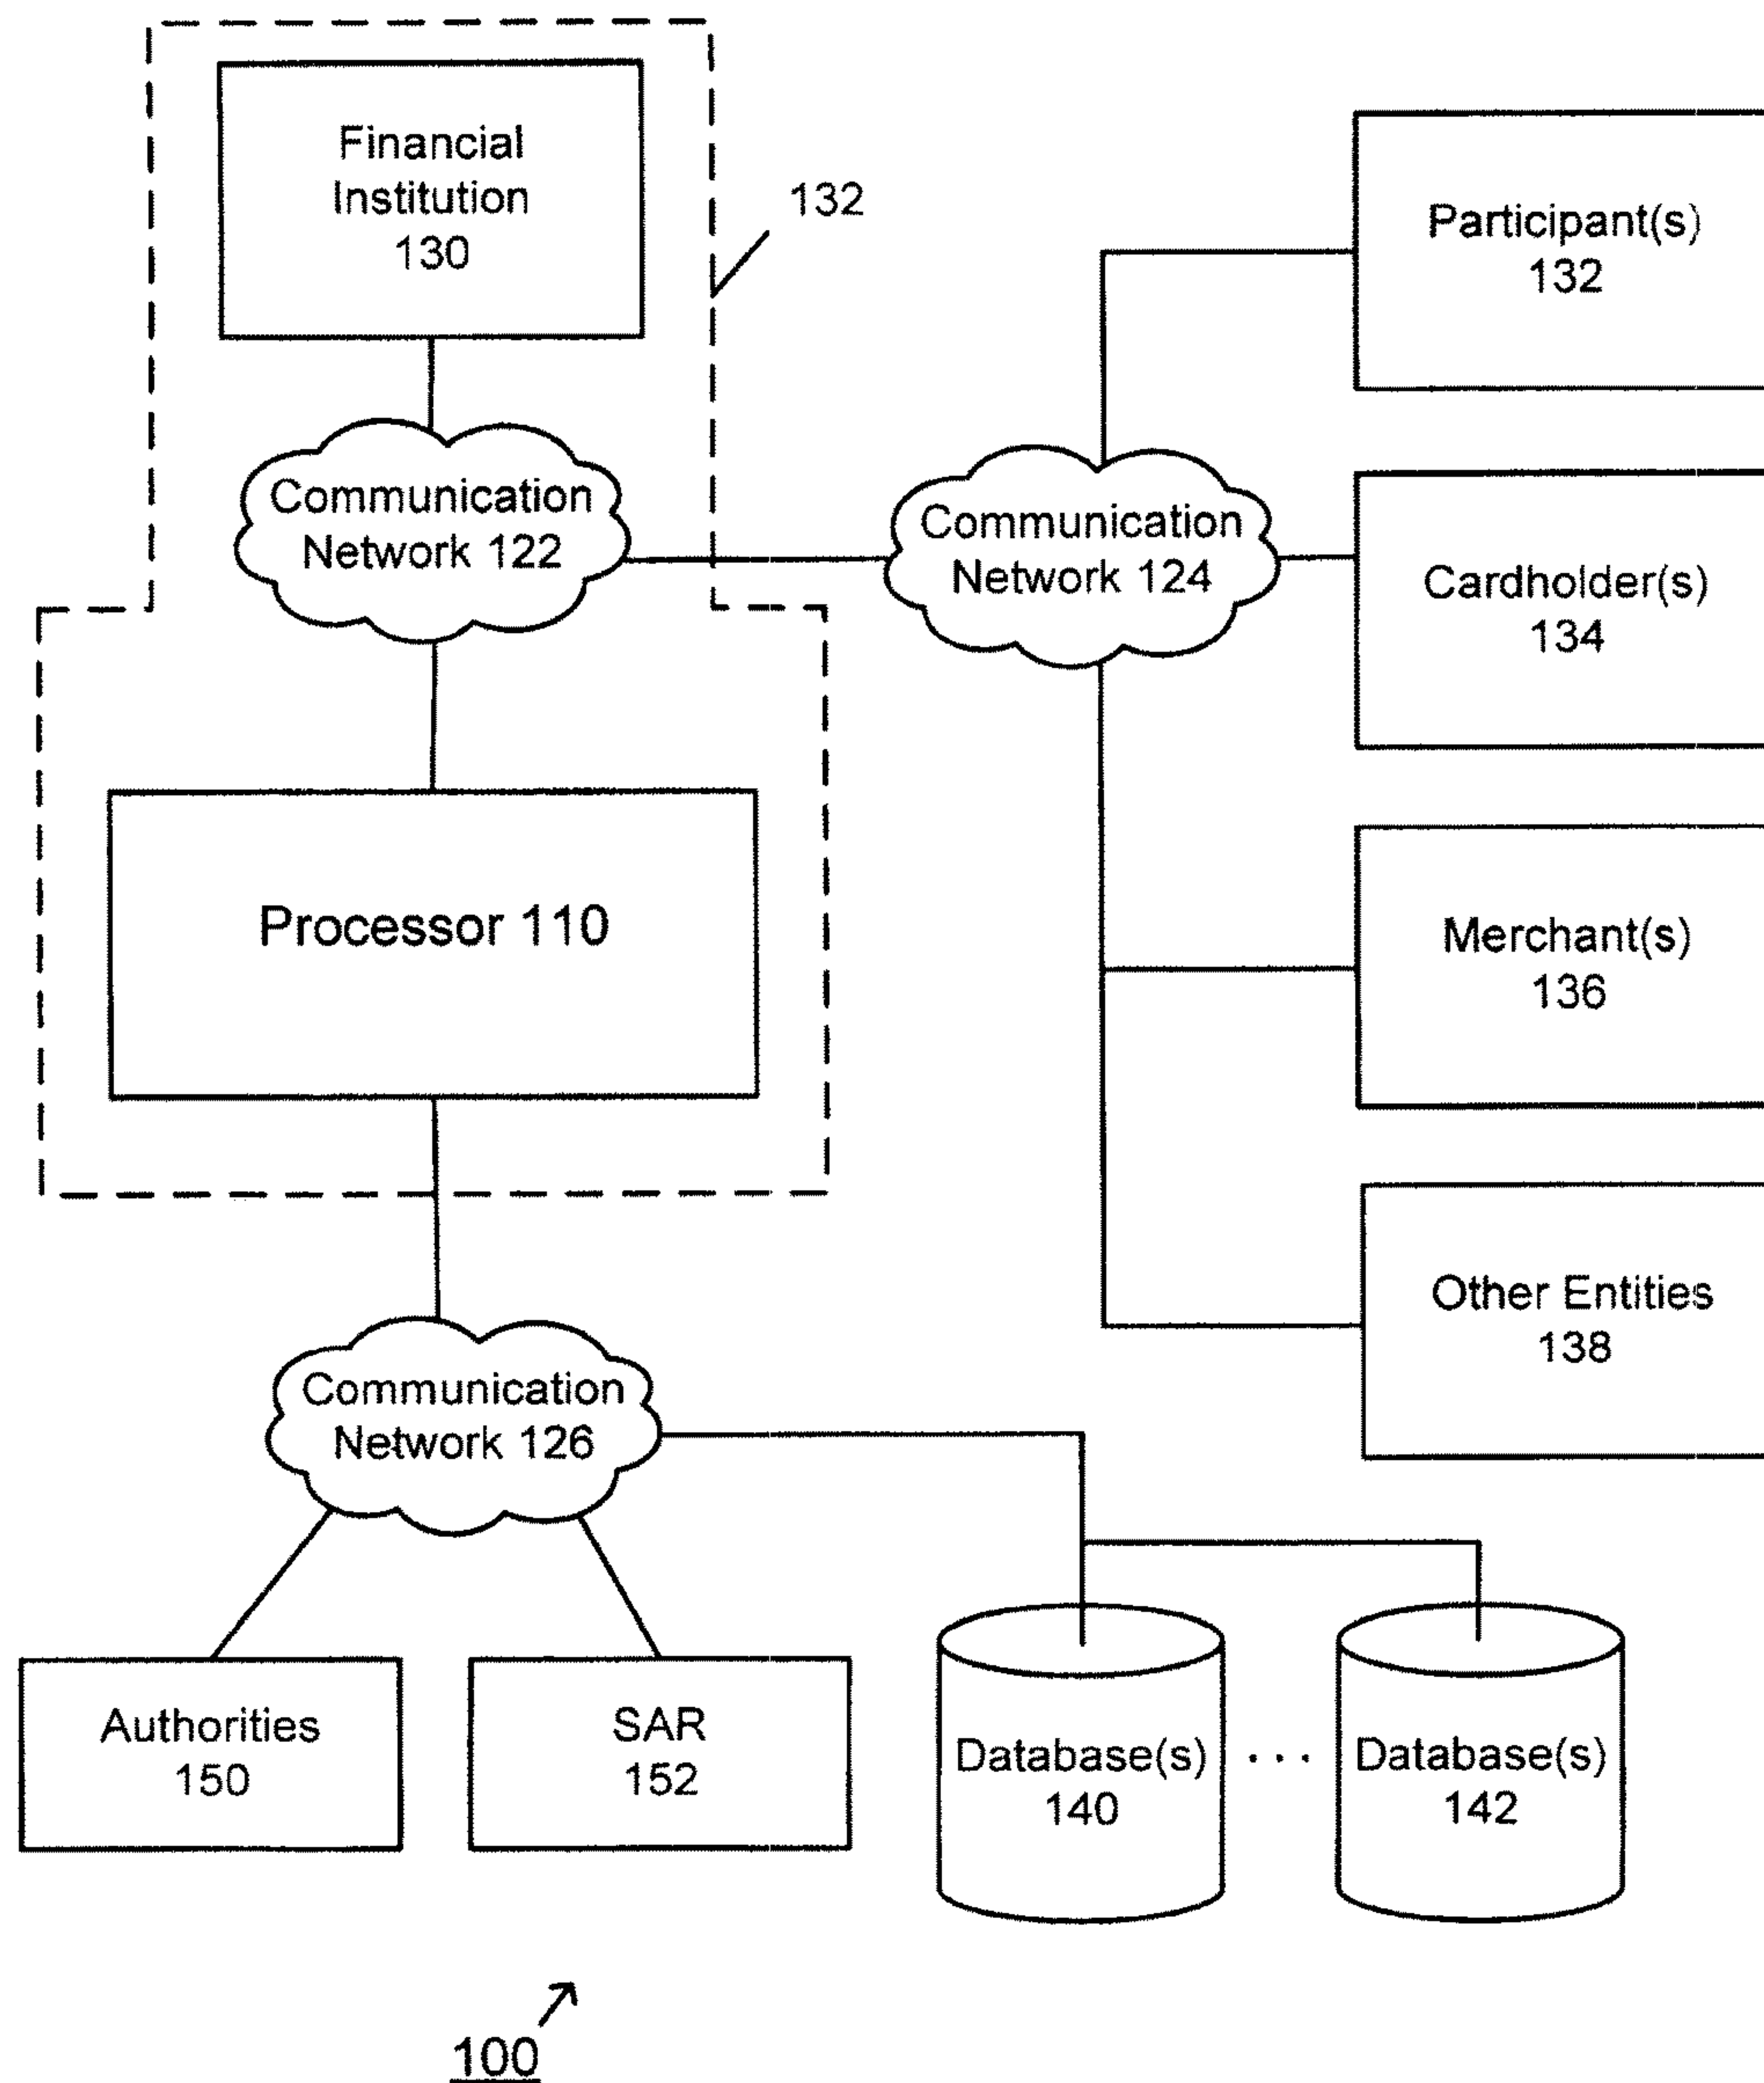 Financial
Institution
130
132
Participant(s)
132
Communication
Network 122
Communication
Network 124
Cardholder(s)
134
Processor 110
Merchant(s)
136
Other Entities
138
Communication
Network 126
Authorities
150
SAR
152
Database(s)
140
...
Database(s)
142
100